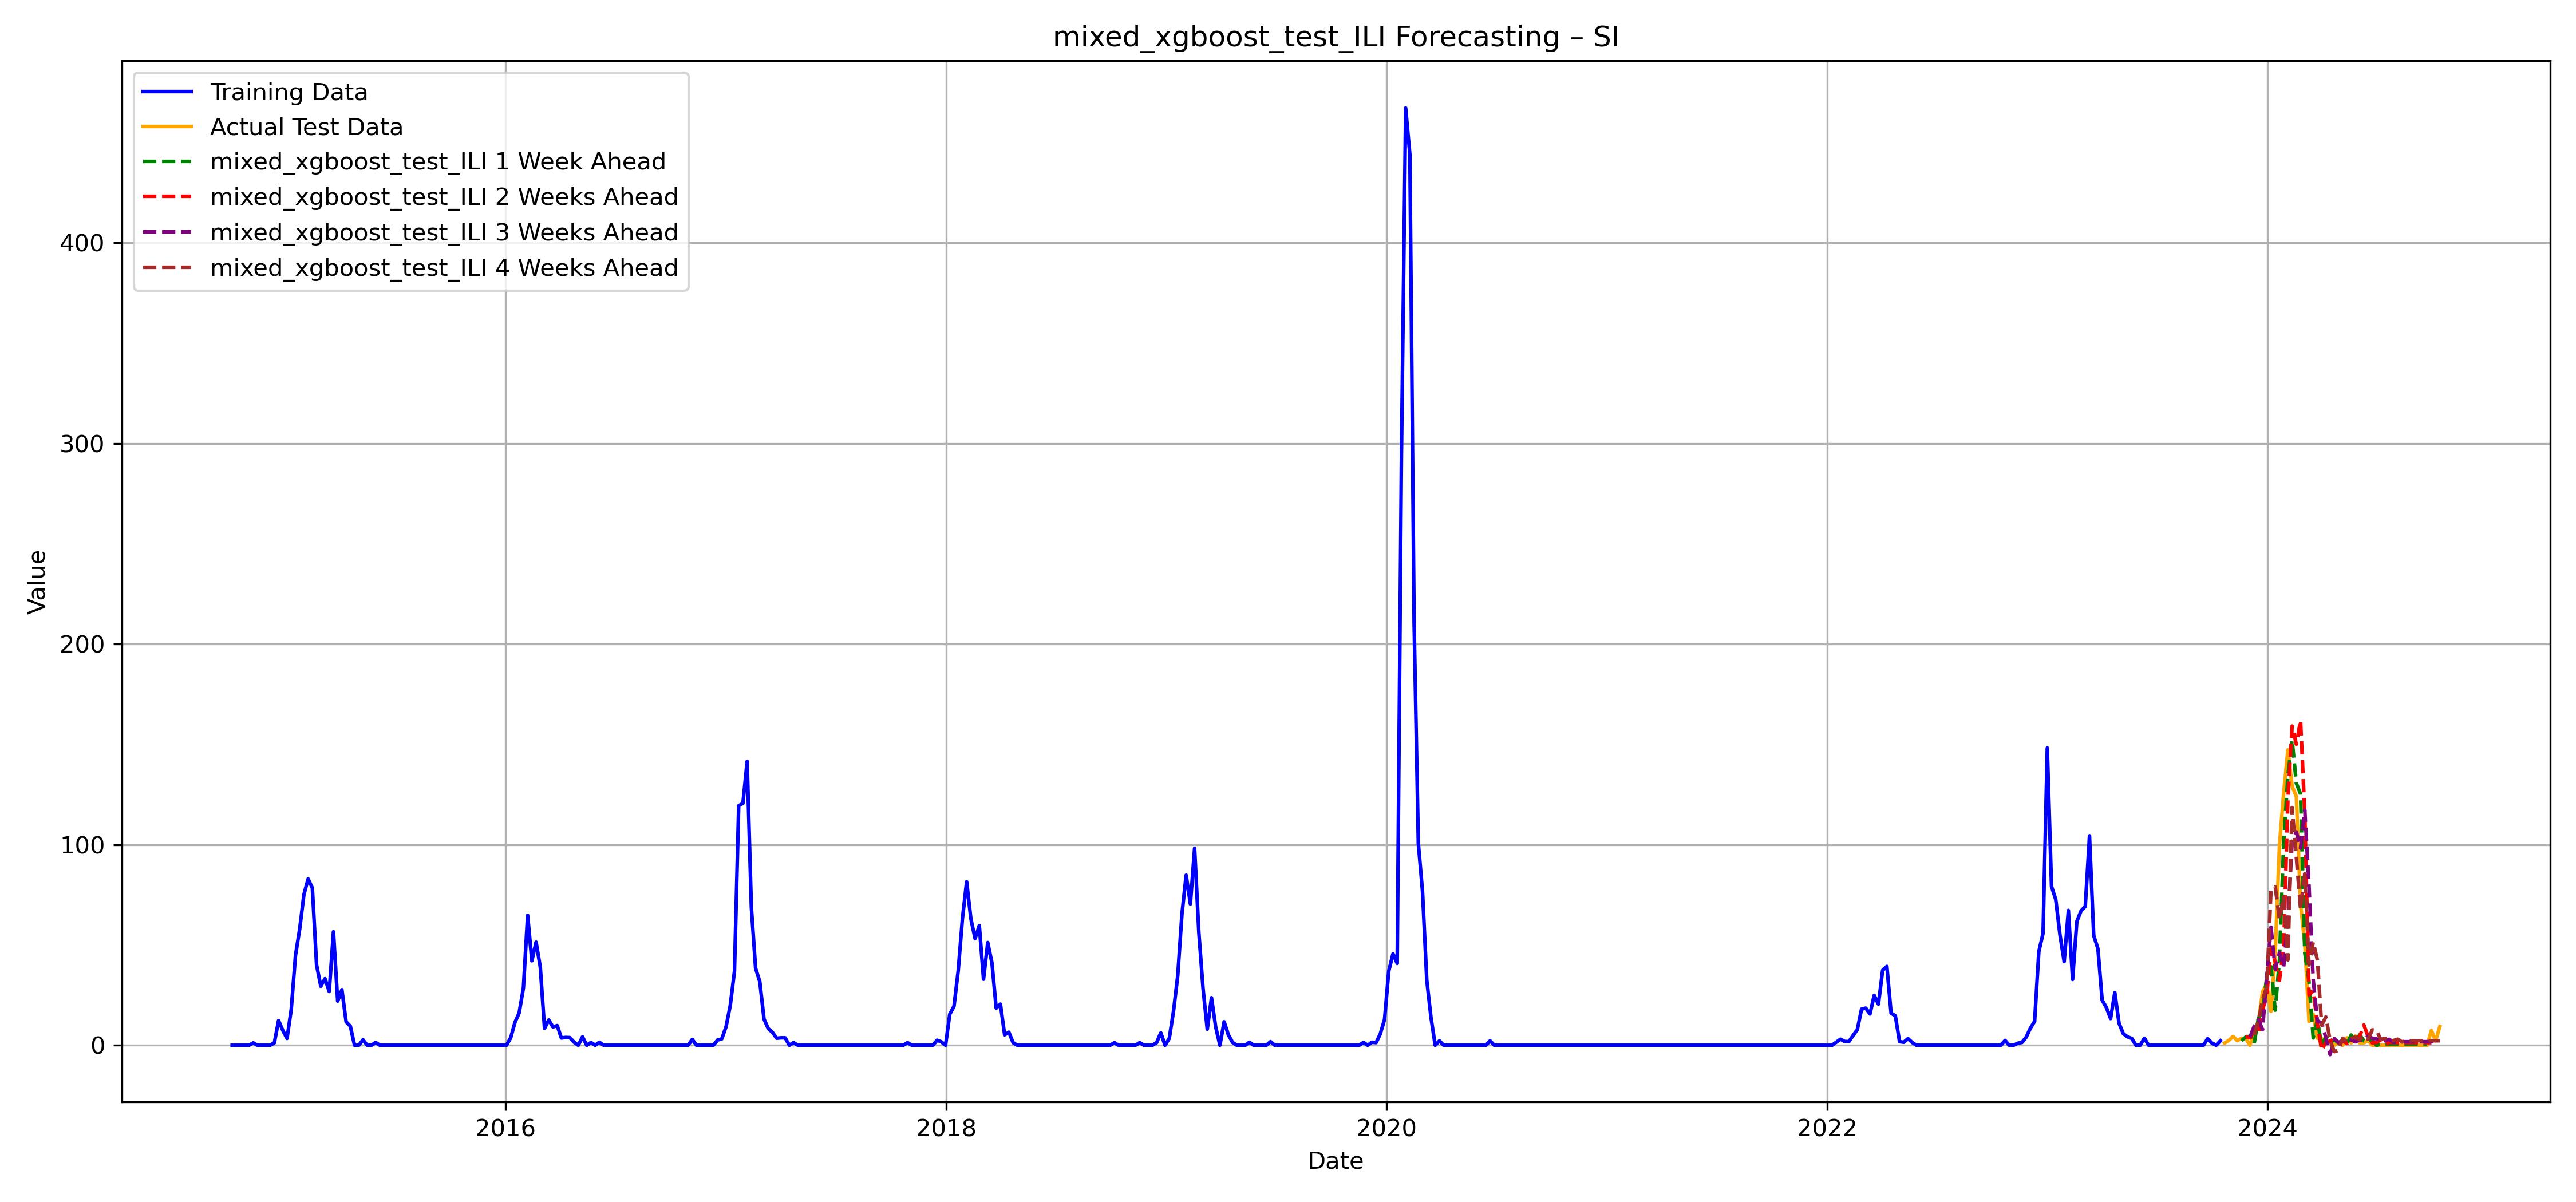 mixed_xgboost_test_ILI Forecasting – SI
Training Data
Actual Test Data
mixed_xgboost_test_ILI 1 Week Ahead
mixed_xgboost_test_ILI 2 Weeks Ahead
mixed_xgboost_test_ILI 3 Weeks Ahead
mixed_xgboost_test_ILI 4 Weeks Ahead
400
300
200
100
0
Value
2016 2018 2020 2022 2024
Date